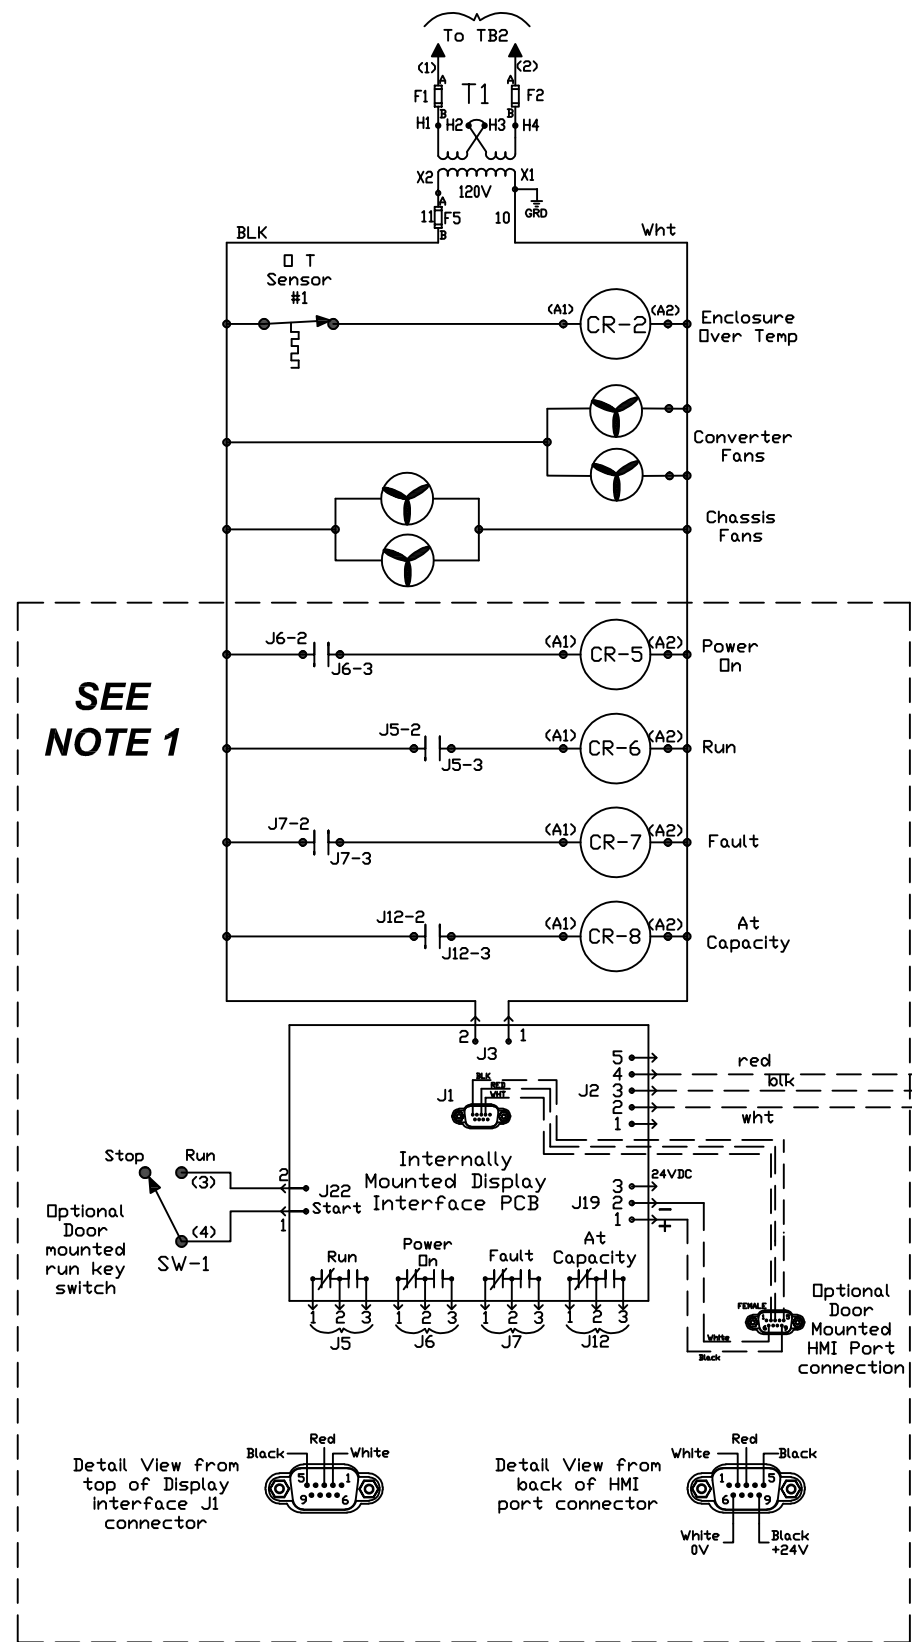 To TB2
(1) (2)
A A
F1 T1 F2
B B
H1 H2 H3 H4
X2 X1
120V
A
11 F5 10 GRD
B
BLK Wht
O T
Sensor
#1
(A1) CR-2 (A2) Enclosure
Over Temp
Converter
Fans
Chassis
Fans
J6-2 (A1) CR-5 (A2) Power
J6-3 On
SEE
NOTE 1
J5-2 (A1) CR-6 (A2) Run
J5-3
J7-2 (A1) CR-7 (A2) Fault
J7-3
J12-2 (A1) CR-8 (A2) At
J12-3 Capacity
2 1
J3
5 red
4 blk
J2 3
2 wht
1
BLK
RED
WHT
J1
Internally
Mounted Display
Interface PCB
Stop Run
(3) 2
J22
Start
(4) 1
Optional
Door
mounted
run key
switch
SW-1
24VDC
3
J19 2 -
1 +
Run Power On Fault At Capacity
1 2 3 1 2 3 1 2 3 1 2 3
J5 J6 J7 J12
FEMALE
White
Black
Optional
Door
Mounted
HMI Port
connection
Detail View from
top of Display
interface J1
connector
Black Red White
5 1
9 6
Detail View from
back of HMI
port connector
White Red Black
1 5
6 9
White
0V
Black
+24V